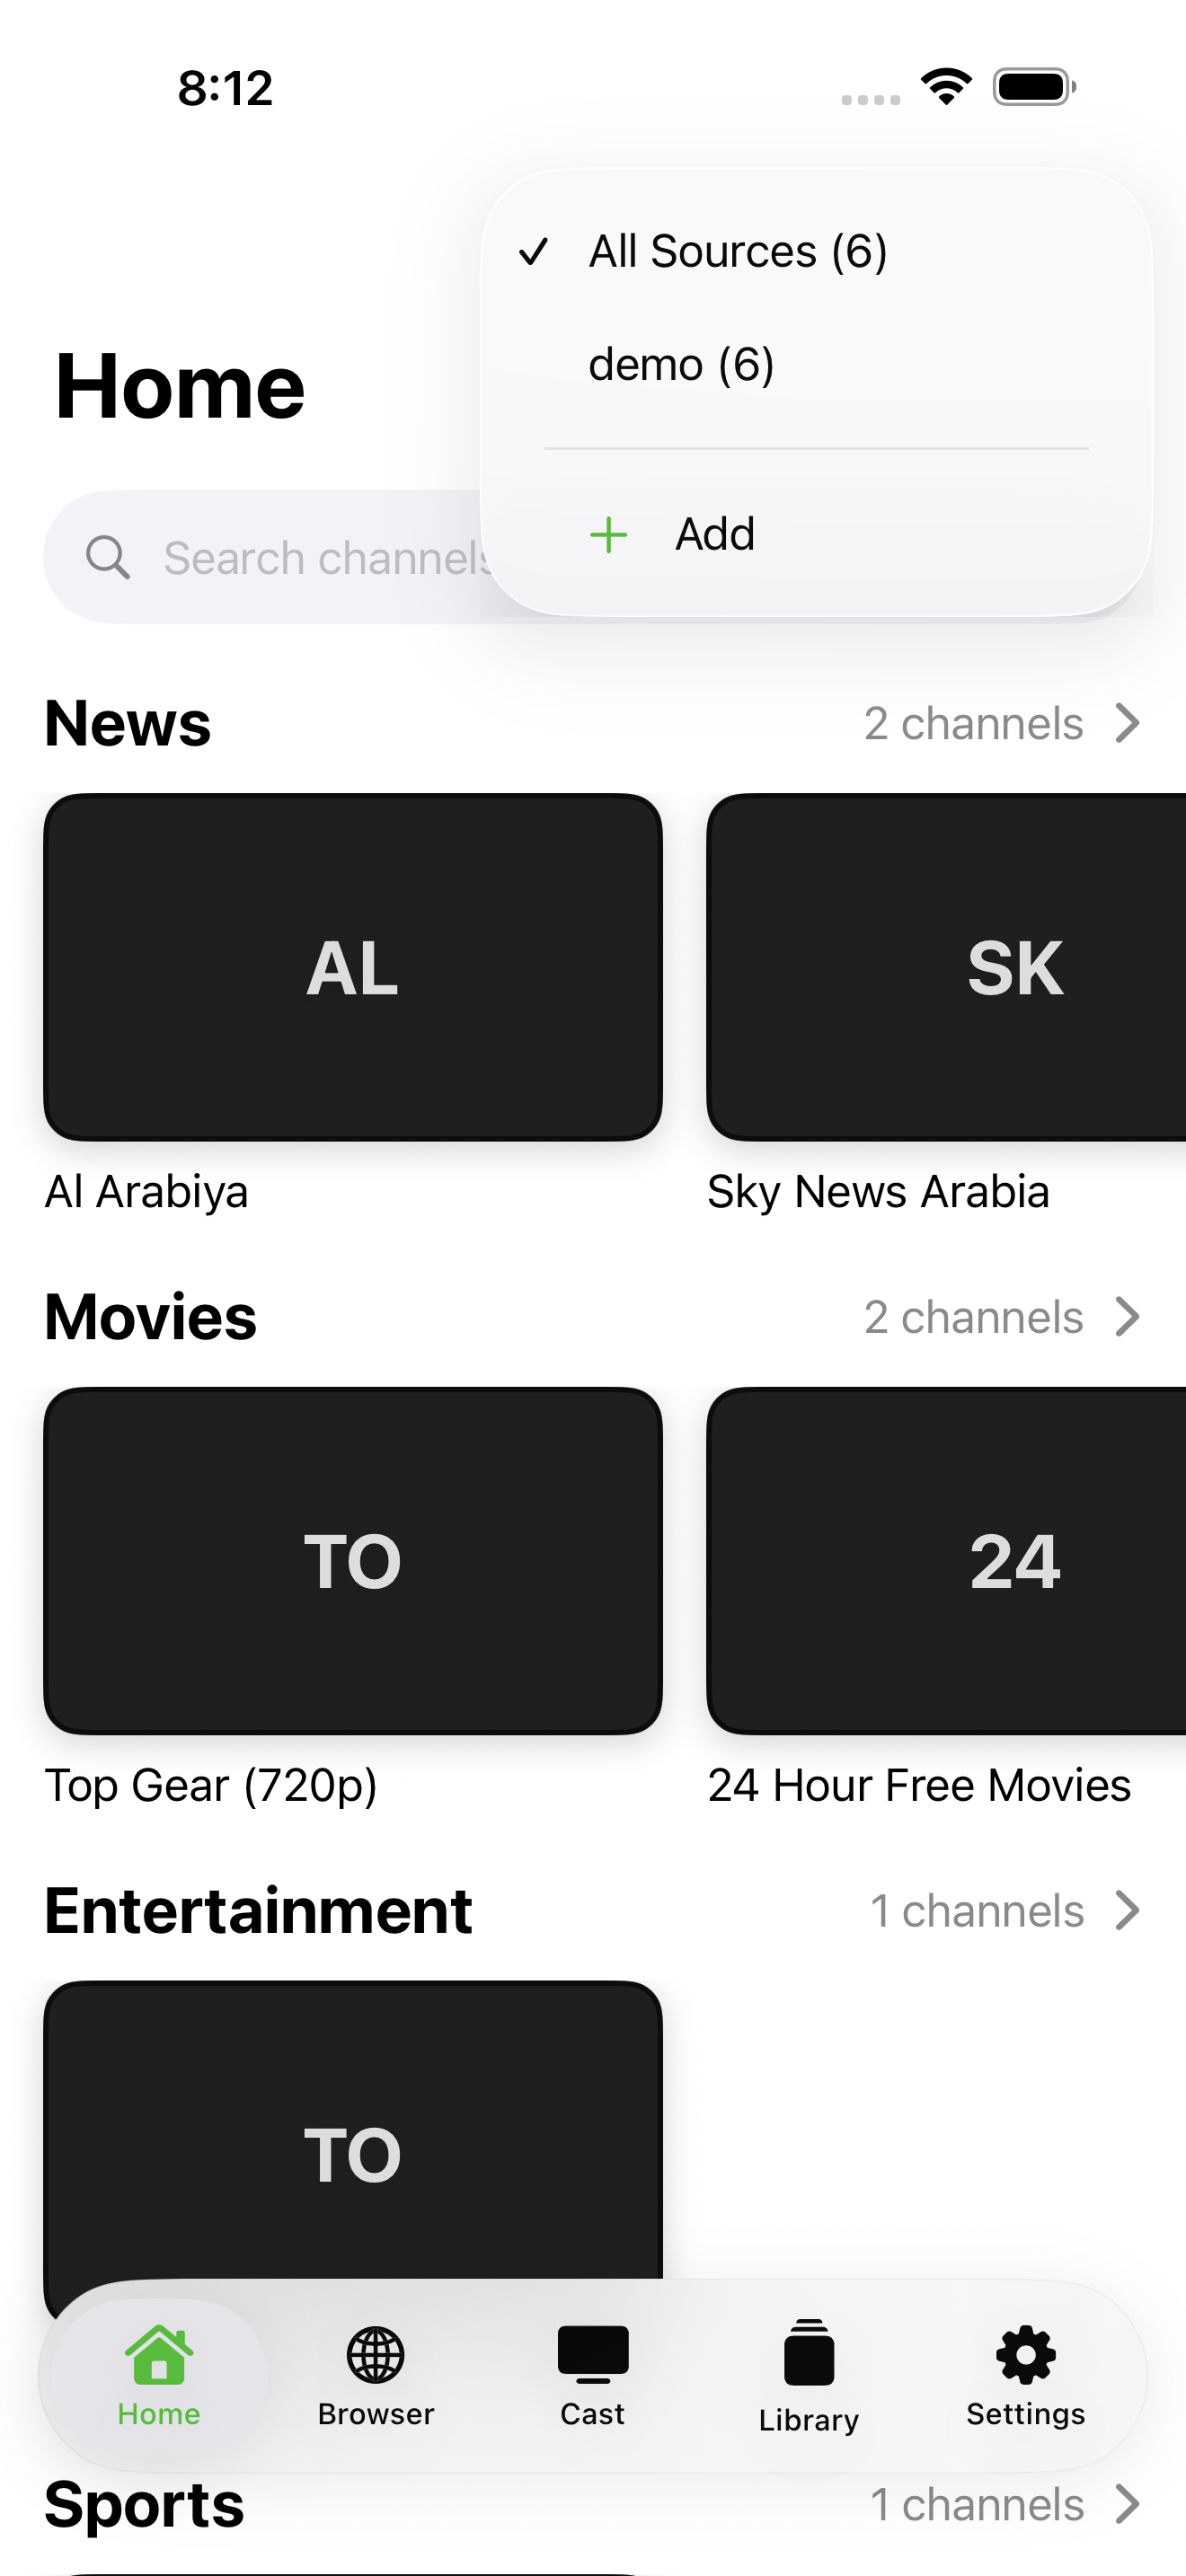 8:12
All Sources (6)
demo (6)
Add
Home
Search channels
News
2 channels
AL
SK
Al Arabiya
Sky News Arabia
Movies
2 channels
TO
24
Top Gear (720p)
24 Hour Free Movies
Entertainment
1 channels
TO
Home
Browser
Cast
Library
Settings
Sports
1 channels